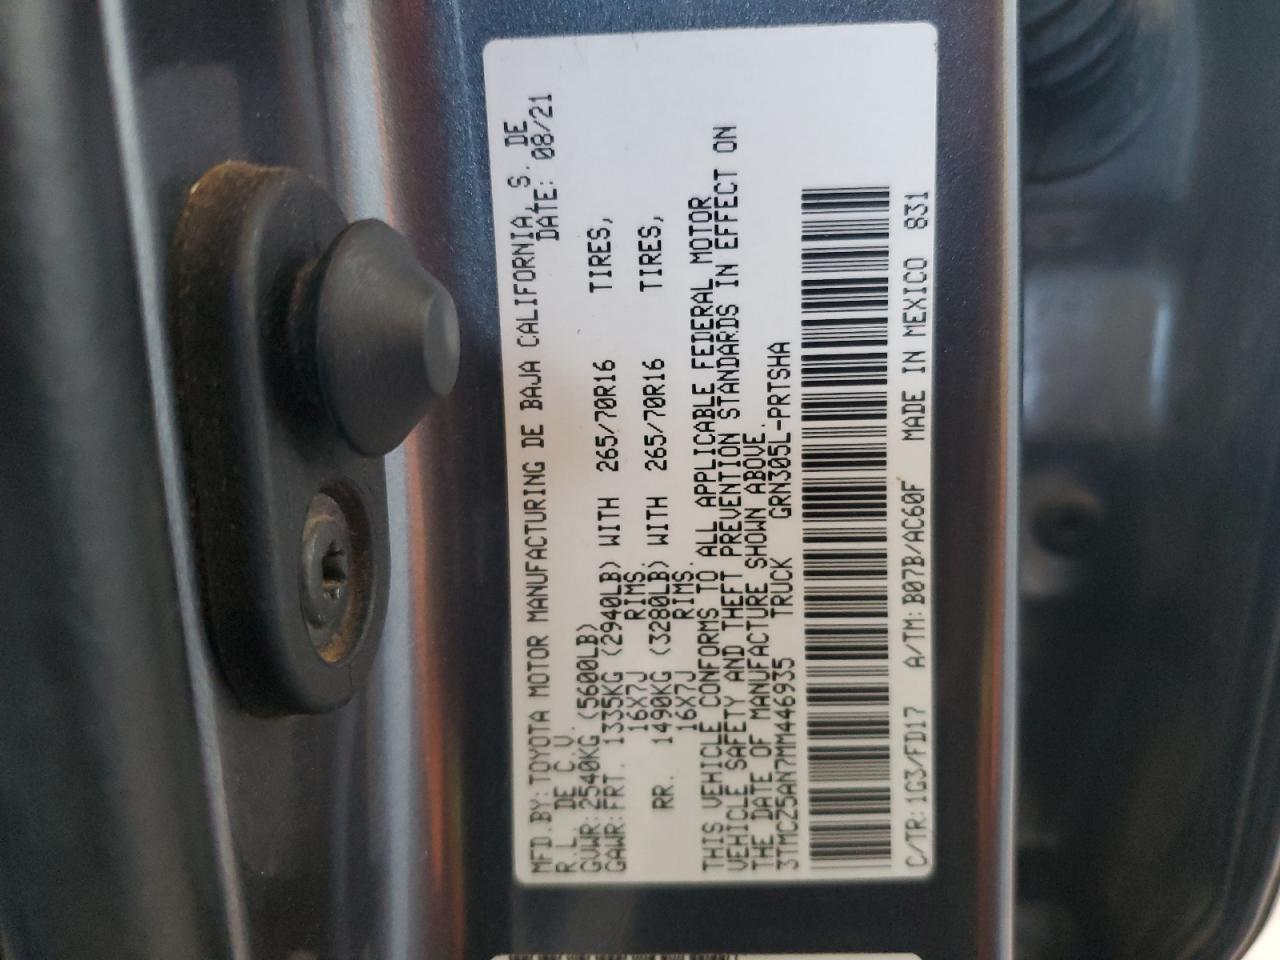 MFD.BY:TOYOTA MOTOR MANUFACTURING DE BAJA CALIFORNIA, S. DE
R.L. DE C.V. DATE: 08/21
GVWR:2540KG (5600LB)
GAWR:FRT. 1335KG (2940LB) WITH 265/70R16 TIRES,
16X7J RIMS.
RR. 1490KG (3280LB) WITH 265/70R16 TIRES,
16X7J RIMS.
THIS VEHICLE CONFORMS TO ALL APPLICABLE FEDERAL MOTOR
VEHICLE SAFETY AND THEFT PREVENTION STANDARDS IN EFFECT ON
THE DATE OF MANUFACTURE SHOWN ABOVE.
3TMCZ5AN7MM446935 TRUCK GRN305L-PRTSHA
C/TR:1G3/FD17 A/TM:B07B/AC60F MADE IN MEXICO 831